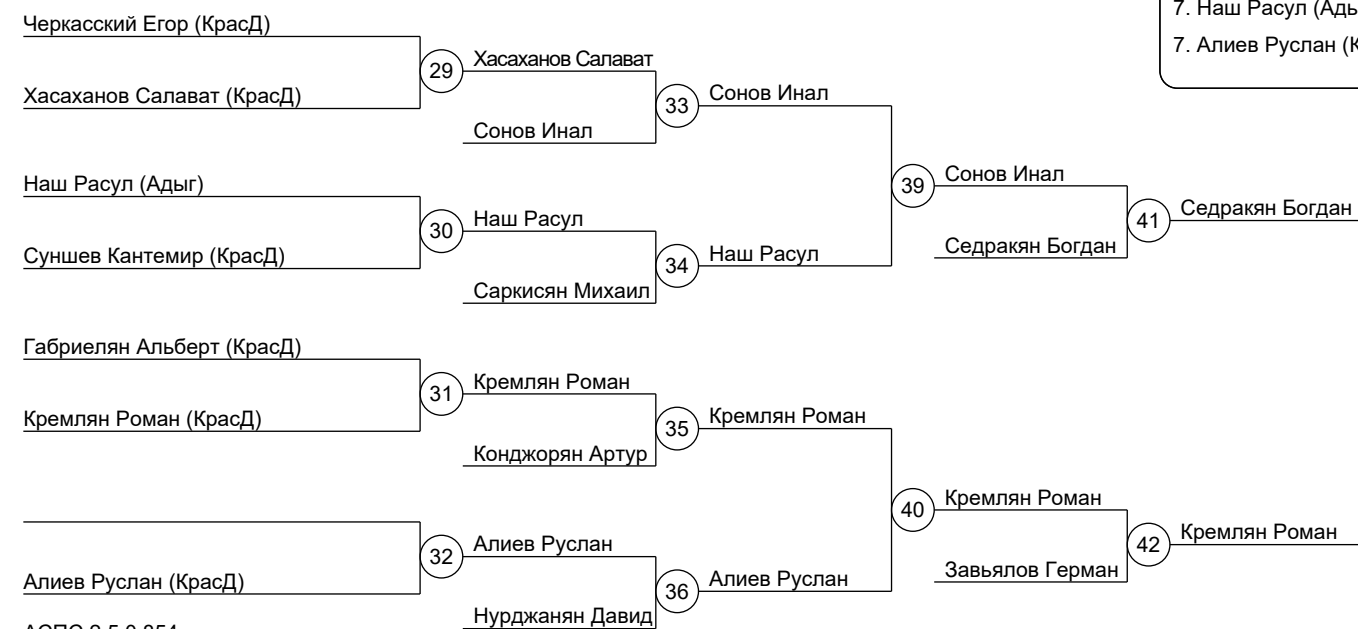 7. Наш Расул (Ады
7. Алиев Руслан (К
Черкасский Егор (КрасД)
29
Хасаханов Салават
Хасаханов Салават (КрасД)
33
Сонов Инал
Сонов Инал
Наш Расул (Адыг)
39
Сонов Инал
30
Наш Расул
Суншев Кантемир (КрасД)
34
Наш Расул
Саркисян Михаил
Седракян Богдан
41
Седракян Богдан
Габриелян Альберт (КрасД)
31
Кремлян Роман
Кремлян Роман (КрасД)
35
Кремлян Роман
Конджорян Артур
40
Кремлян Роман
32
Алиев Руслан
Алиев Руслан (КрасД)
36
Алиев Руслан
Нурджанян Давид
Завьялов Герман
42
Кремлян Роман